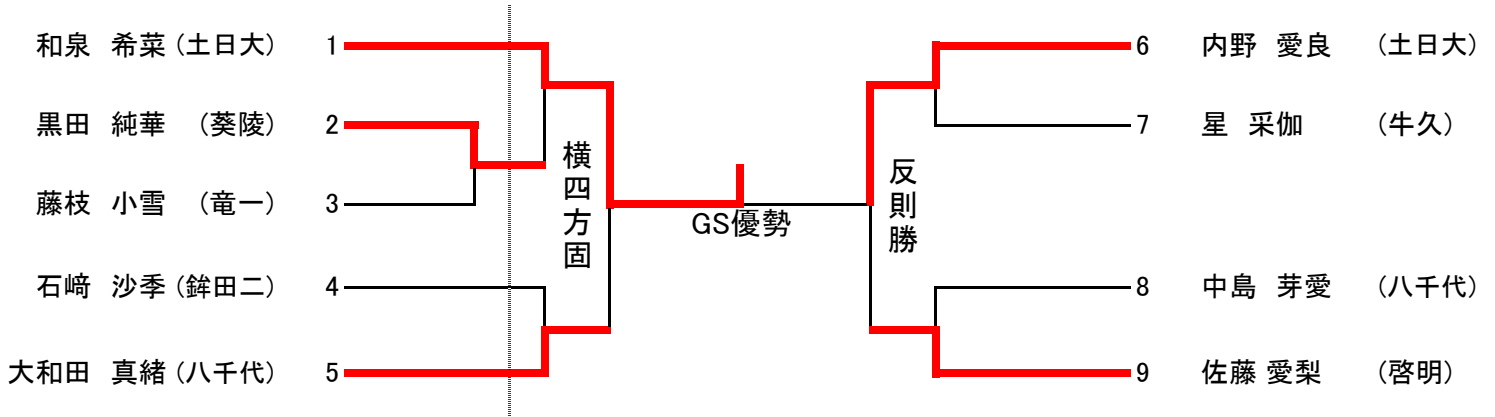 和泉 希菜 (土日大) 1
黒田 純華 (葵陵) 2
藤枝 小雪 (竜一) 3
石﨑 沙季 (鉾田二) 4
大和田 真緒 (八千代) 5
横四方固
GS優勢
反則勝
6 内野 愛良 (土日大)
7 星 采伽 (牛久)
8 中島 芽愛 (八千代)
9 佐藤 愛梨 (啓明)